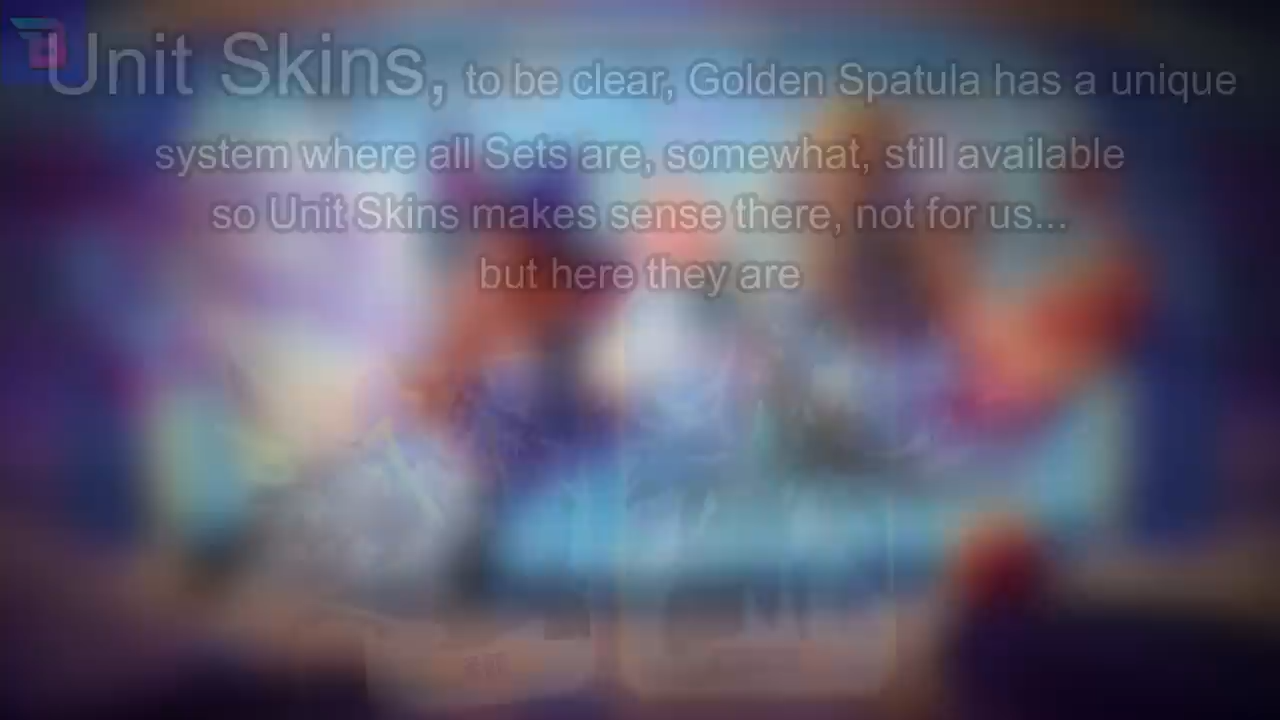 Unit Skins, to be clear, Golden Spatula has a unique
system where all Sets are, somewhat, still available
so Unit Skins makes sense there, not for us...
but here they are